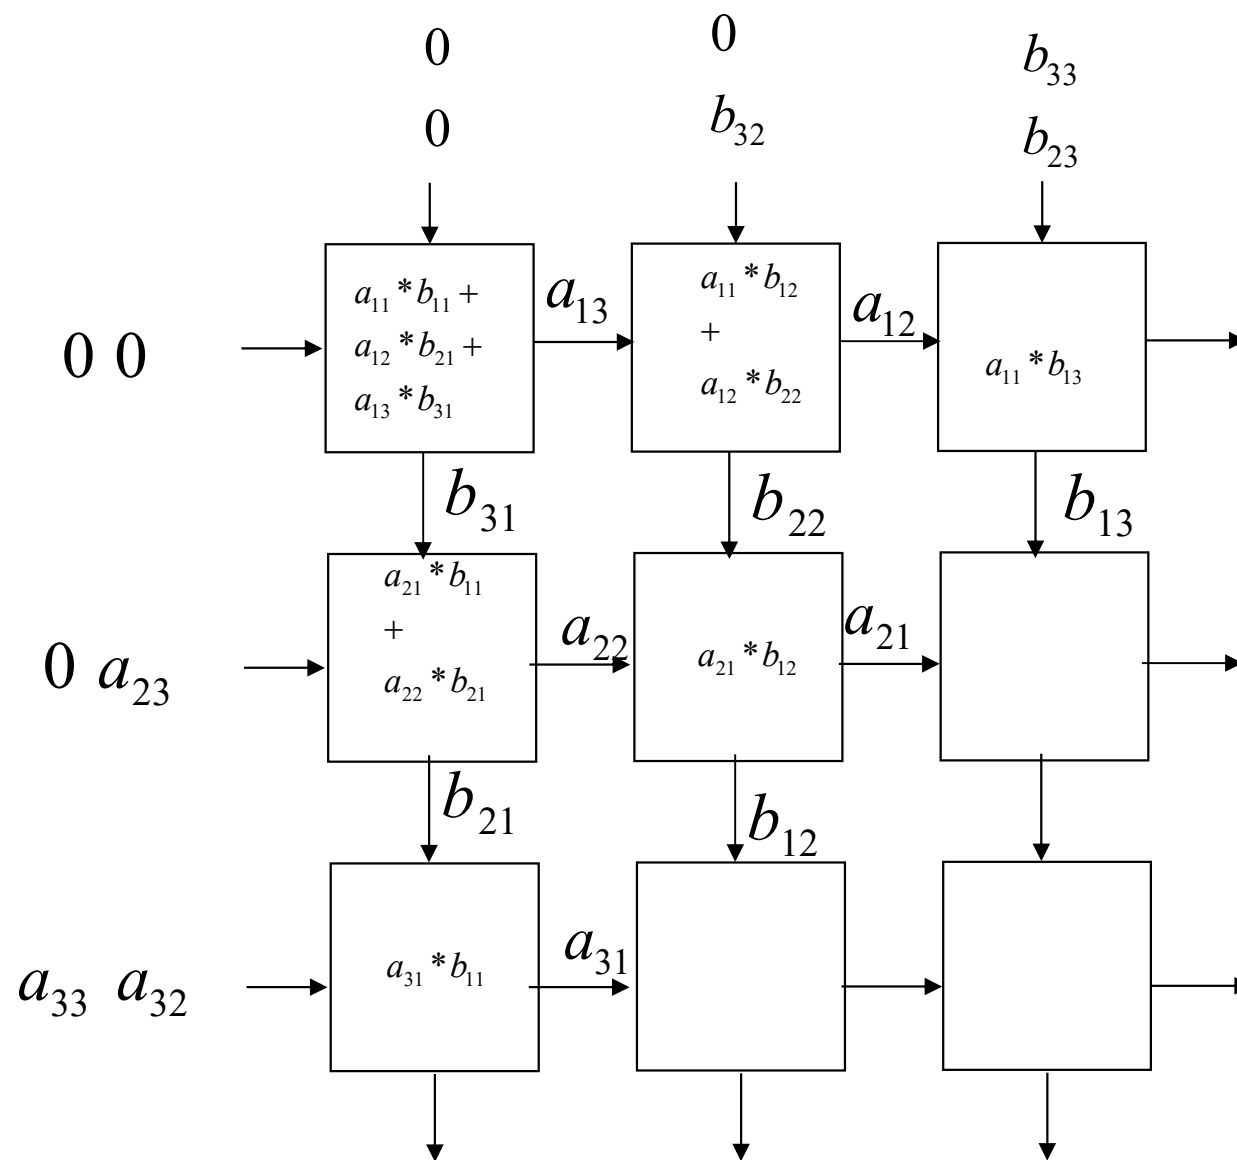 0 0 b33
0 b32 b23
a11 * b11 +
a12 * b21 +
a13 * b31
a13
a11 * b12
+
a12 * b22
a12
a11 * b13
0 0
b31 b22 b13
a21 * b11
+
a22 * b21
a22
a21 * b12
a21
0 a23
b21 b12
a31 * b11
a31
a33 a32